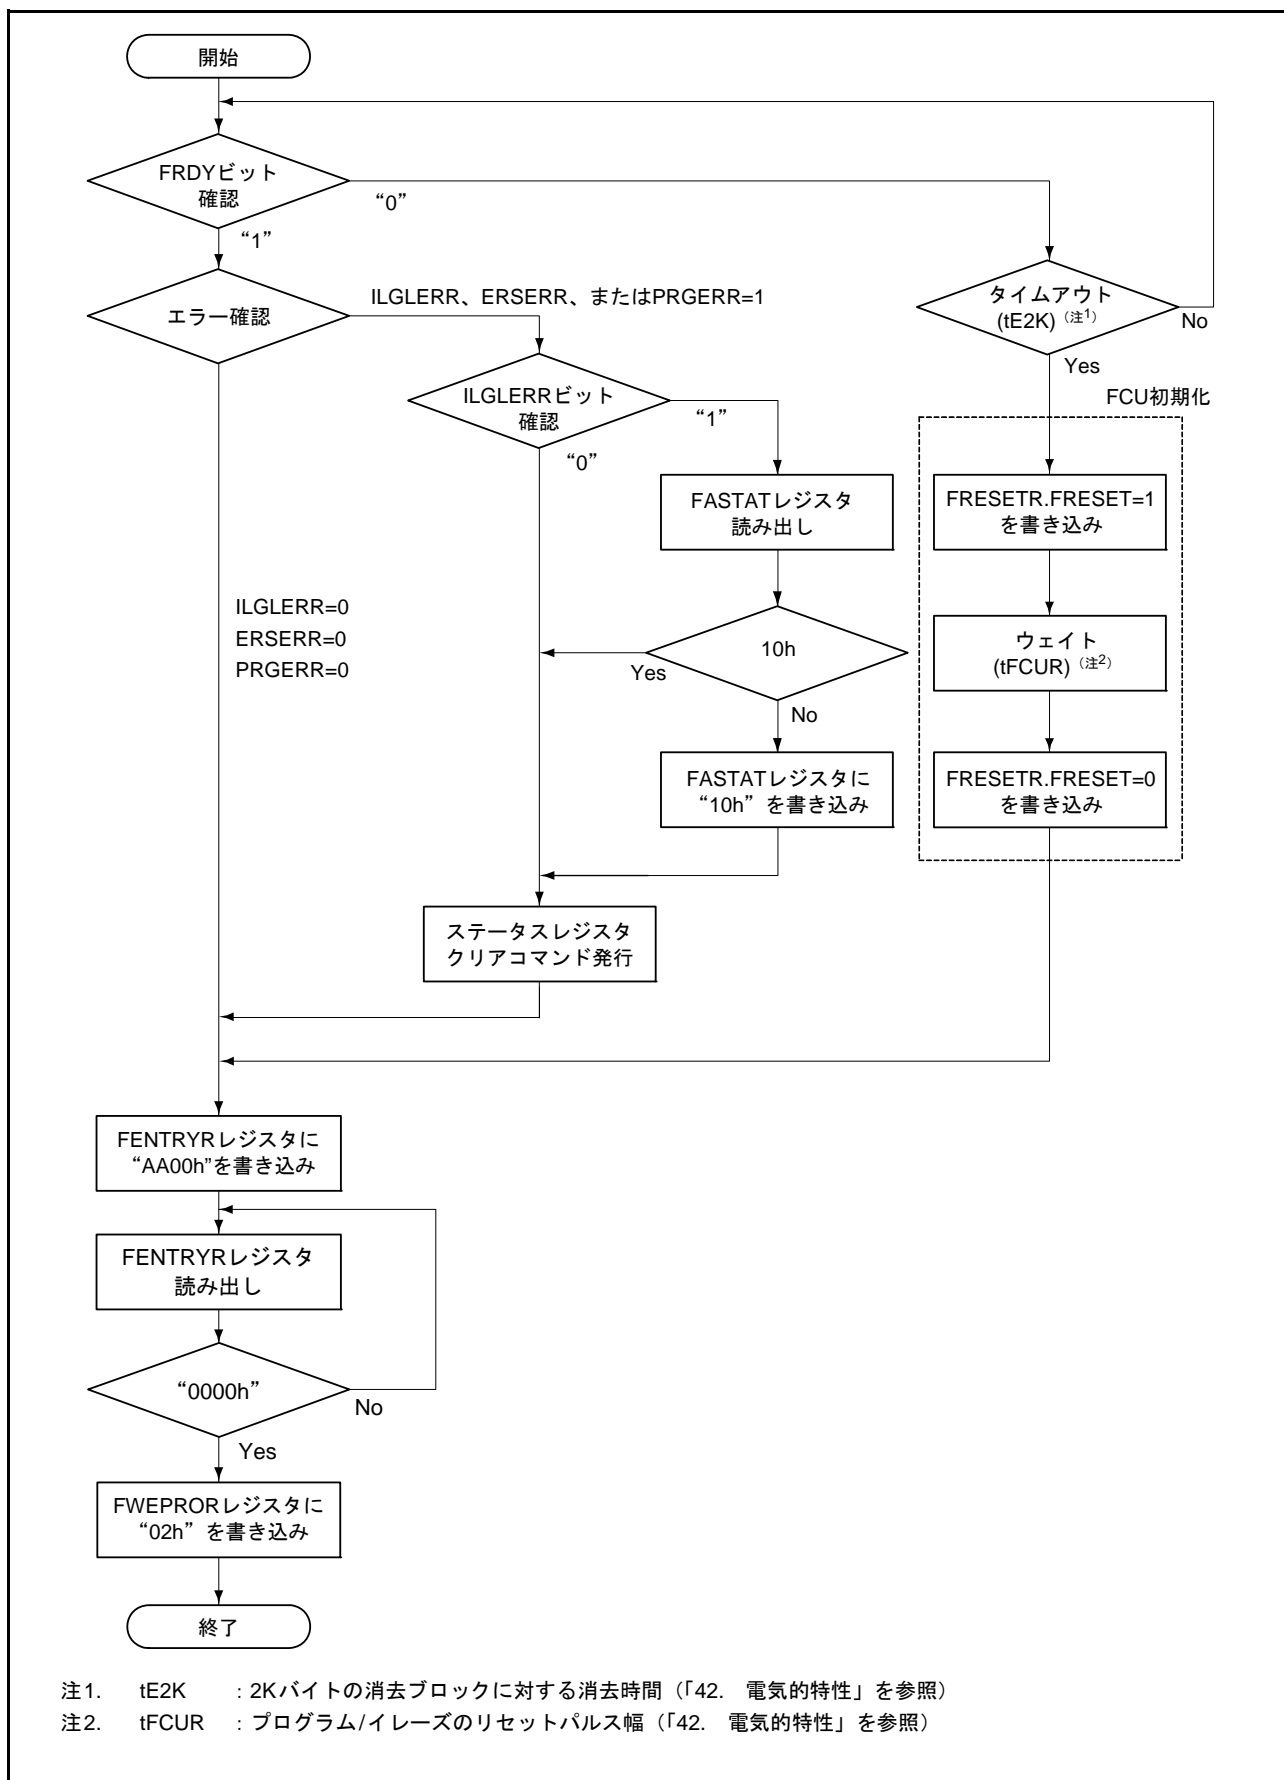 開始
FRDYビット
確認
“0”
“1”
エラー確認
ILGLERR、ERSERR、またはPRGERR=1
タイムアウト
(tE2K)（注1）
No
Yes
FCU初期化
ILGLERRビット
確認
“1”
“0”
FASTATレジスタ
読み出し
FRESETR.FRESET=1
を書き込み
ILGLERR=0
ERSERR=0
PRGERR=0
10h
Yes
No
ウェイト
(tFCUR)（注2）
FASTATレジスタに
“10h”を書き込み
FRESETR.FRESET=0
を書き込み
ステータスレジスタ
クリアコマンド発行
FENTRYRレジスタに
“AA00h”を書き込み
FENTRYRレジスタ
読み出し
“0000h”
No
Yes
FWEPRORレジスタに
“02h”を書き込み
終了
注1. tE2K ：2Kバイトの消去ブロックに対する消去時間（「42. 電気的特性」を参照）
注2. tFCUR ：プログラム/イレーズのリセットパルス幅（「42. 電気的特性」を参照）